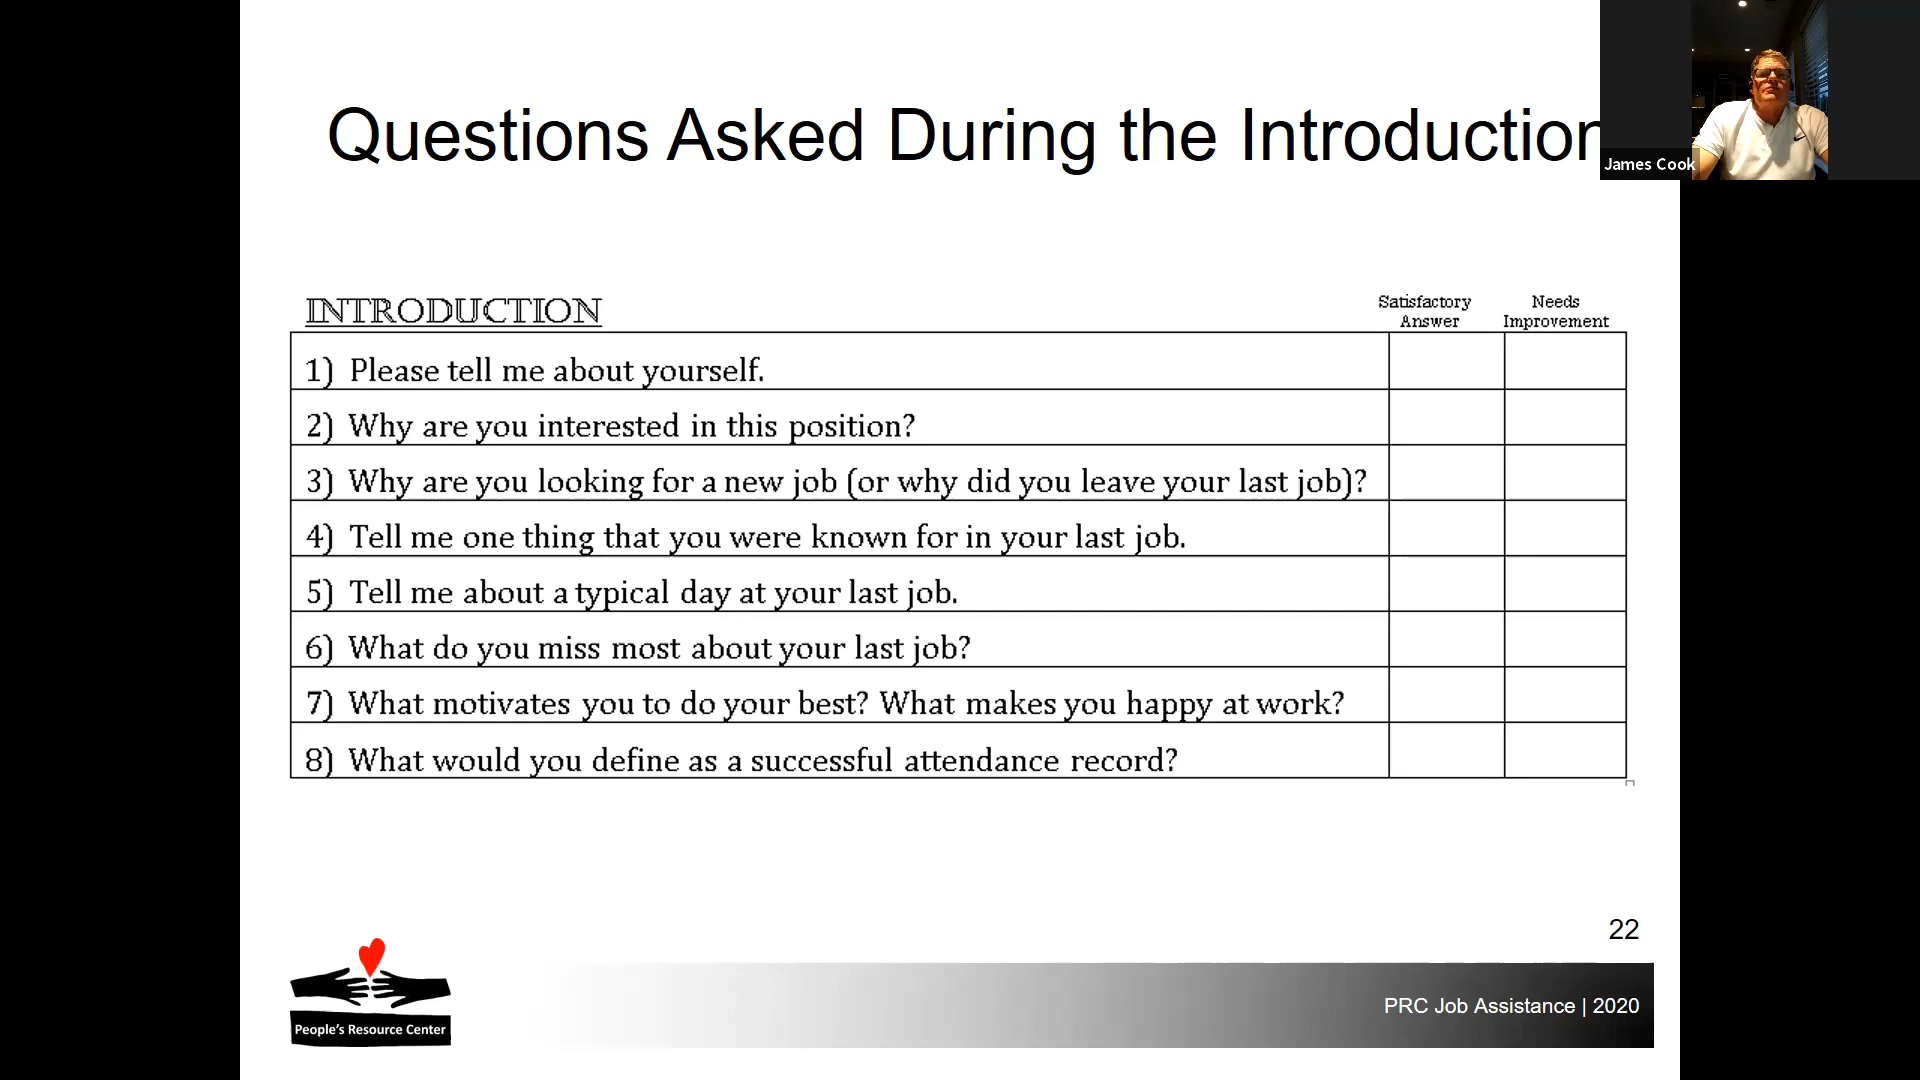 Questions Asked During the Introduction
James Cook
INTRODUCTION
Satisfactory
Answer
Needs
Improvement
1) Please tell me about yourself.
2) Why are you interested in this position?
3) Why are you looking for a new job (or why did you leave your last job)?
4) Tell me one thing that you were known for in your last job.
5) Tell me about a typical day at your last job.
6) What do you miss most about your last job?
7) What motivates you to do your best? What makes you happy at work?
8) What would you define as a successful attendance record?
22
People's Resource Center
PRC Job Assistance | 2020